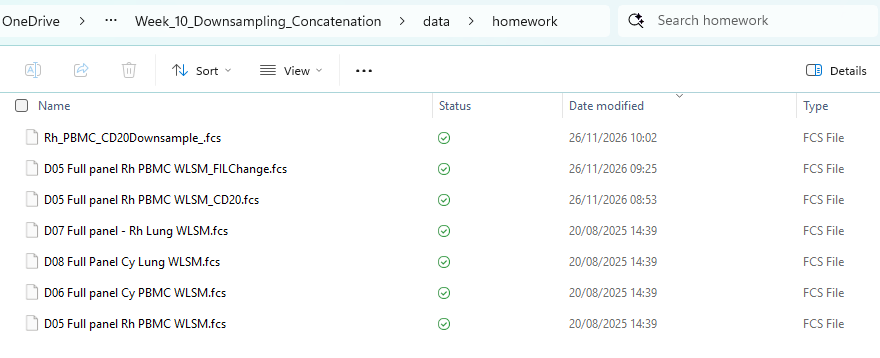 OneDrive > ... Week_10_Downsampling_Concatenation > data > homework Search homework
Sort View ... Details
Name Status Date modified Type
Rh_PBMC_CD20Downsample_.fcs 26/11/2026 10:02 FCS File
D05 Full panel Rh PBMC WLSM_FILChange.fcs 26/11/2026 09:25 FCS File
D05 Full panel Rh PBMC WLSM_CD20.fcs 26/11/2026 08:53 FCS File
D07 Full panel - Rh Lung WLSM.fcs 20/08/2025 14:39 FCS File
D08 Full Panel Cy Lung WLSM.fcs 20/08/2025 14:39 FCS File
D06 Full panel Cy PBMC WLSM.fcs 20/08/2025 14:39 FCS File
D05 Full panel Rh PBMC WLSM.fcs 20/08/2025 14:39 FCS File